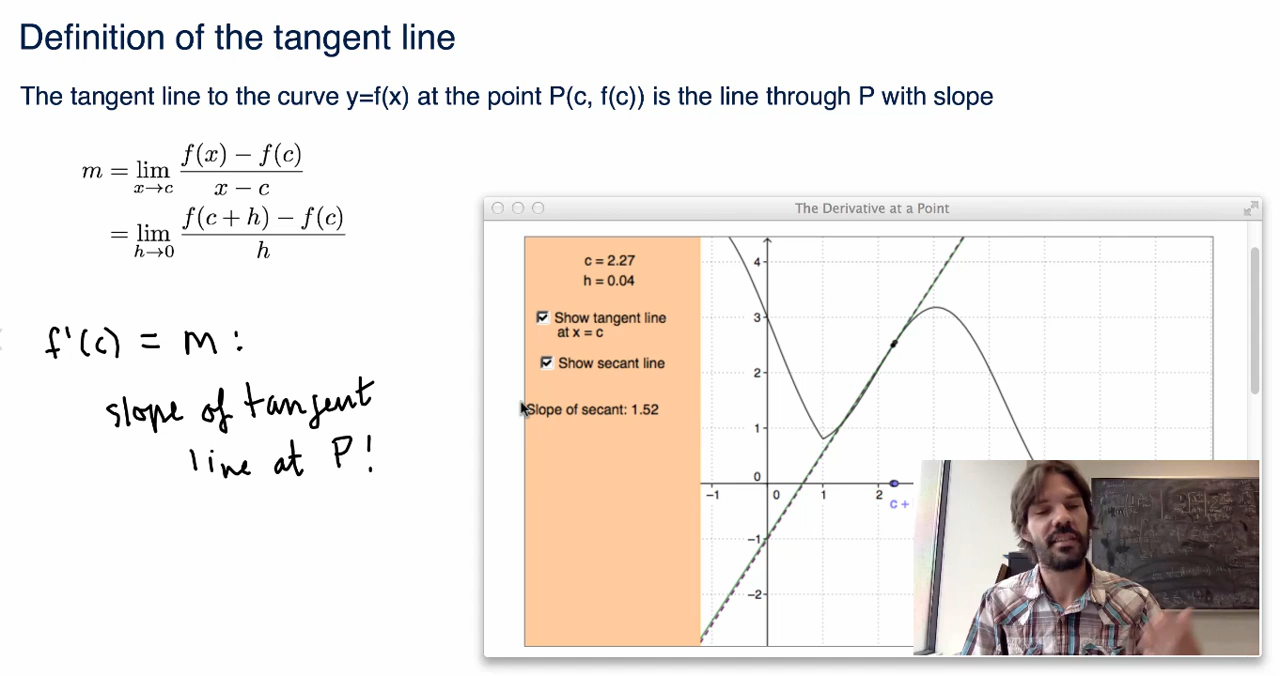 Definition of the tangent line
The tangent line to the curve y=f(x) at the point P(c, f(c)) is the line through P with slope
m = lim_{x→c} (f(x) − f(c)) / (x − c)
= lim_{h→0} (f(c + h) − f(c)) / h
f'(c) = m :
slope of tangent
line at P!
The Derivative at a Point
c = 2.27
h = 0.04
Show tangent line
at x = c
Show secant line
Slope of secant: 1.52
4
3
2
1
0
−1 0 1 2
c +
−1
−2